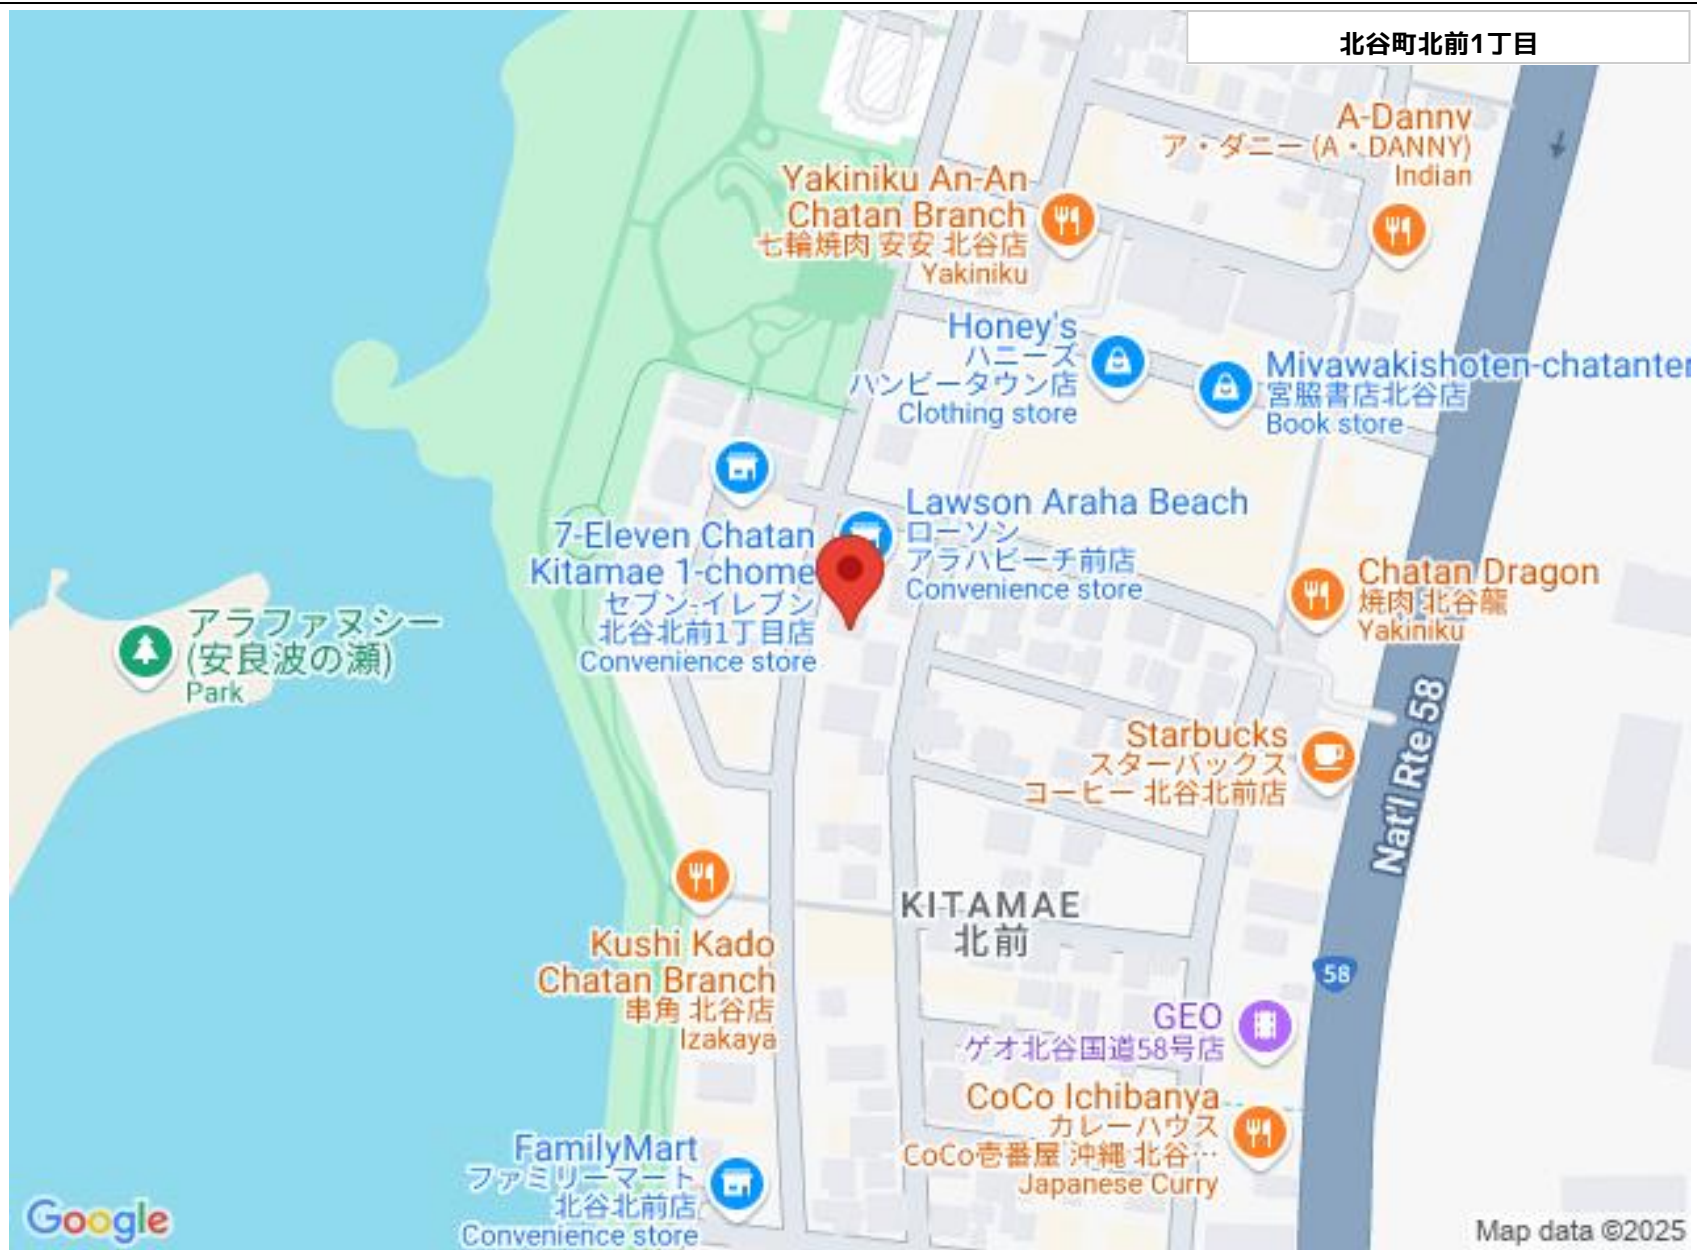 北谷町北前1丁目
A-Danny
ア・ダニー (A・DANNY)
Indian
Yakiniku An-An
Chatan Branch
七輪焼肉 安安 北谷店
Yakiniku
Honey's
ハニーズ
ハンビータウン店
Clothing store
Miyawakishoten-chatanten
宮脇書店北谷店
Book store
Lawson Araha Beach
ローソン
アラハビーチ前店
Convenience store
7-Eleven Chatan
Kitamae 1-chome
セブン-イレブン
北谷北前1丁目店
Convenience store
Chatan Dragon
焼肉 北谷龍
Yakiniku
アラファヌシー
(安良波の瀬)
Park
Starbucks
スターバックス
コーヒー 北谷北前店
Nat'l Rte 58
KITAMAE
北前
Kushi Kado
Chatan Branch
串角 北谷店
Izakaya
58
GEO
ゲオ北谷国道58号店
CoCo Ichibanya
カレーハウス
CoCo壱番屋 沖縄 北谷…
Japanese Curry
FamilyMart
ファミリーマート
北谷北前店
Convenience store
Google
Map data ©2025